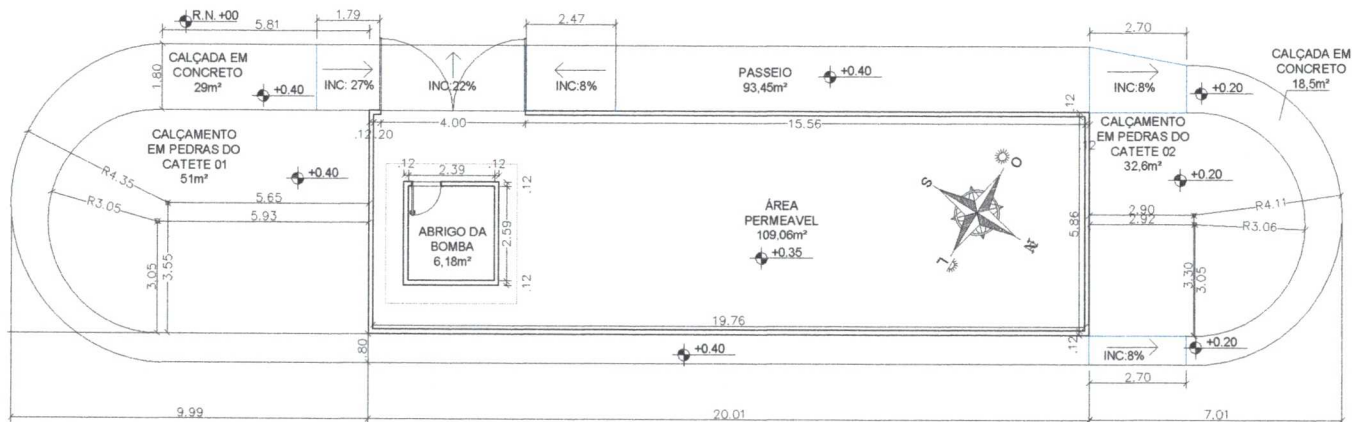 R.N. +00
5.81
1.79
2.47
2.70
CALÇADA EM
CONCRETO
29m²
1.80
+0.40
INC: 27%
INC:22%
INC:8%
PASSEIO
93,45m²
+0.40
INC:8%
+0.20
CALÇADA EM
CONCRETO
18,5m²
.12
.12
.20
4.00
15.56
.12
CALÇAMENTO
EM PEDRAS DO
CATETE 01
51m²
+0.40
CALÇAMENTO
EM PEDRAS DO
CATETE 02
32,6m²
+0.20
R4.35
R3.05
5.65
5.93
3.05
3.55
.12
2.39
.12
.12
2.59
.12
ABRIGO DA
BOMBA
6,18m²
ÁREA
PERMEAVEL
109,06m²
+0.35
S
O
L
N
5.86
2.90
2.92
R4.11
R3.06
3.30
3.05
19.76
.80
+0.40
.12
INC:8%
+0.20
2.70
9.99
20.01
7.01